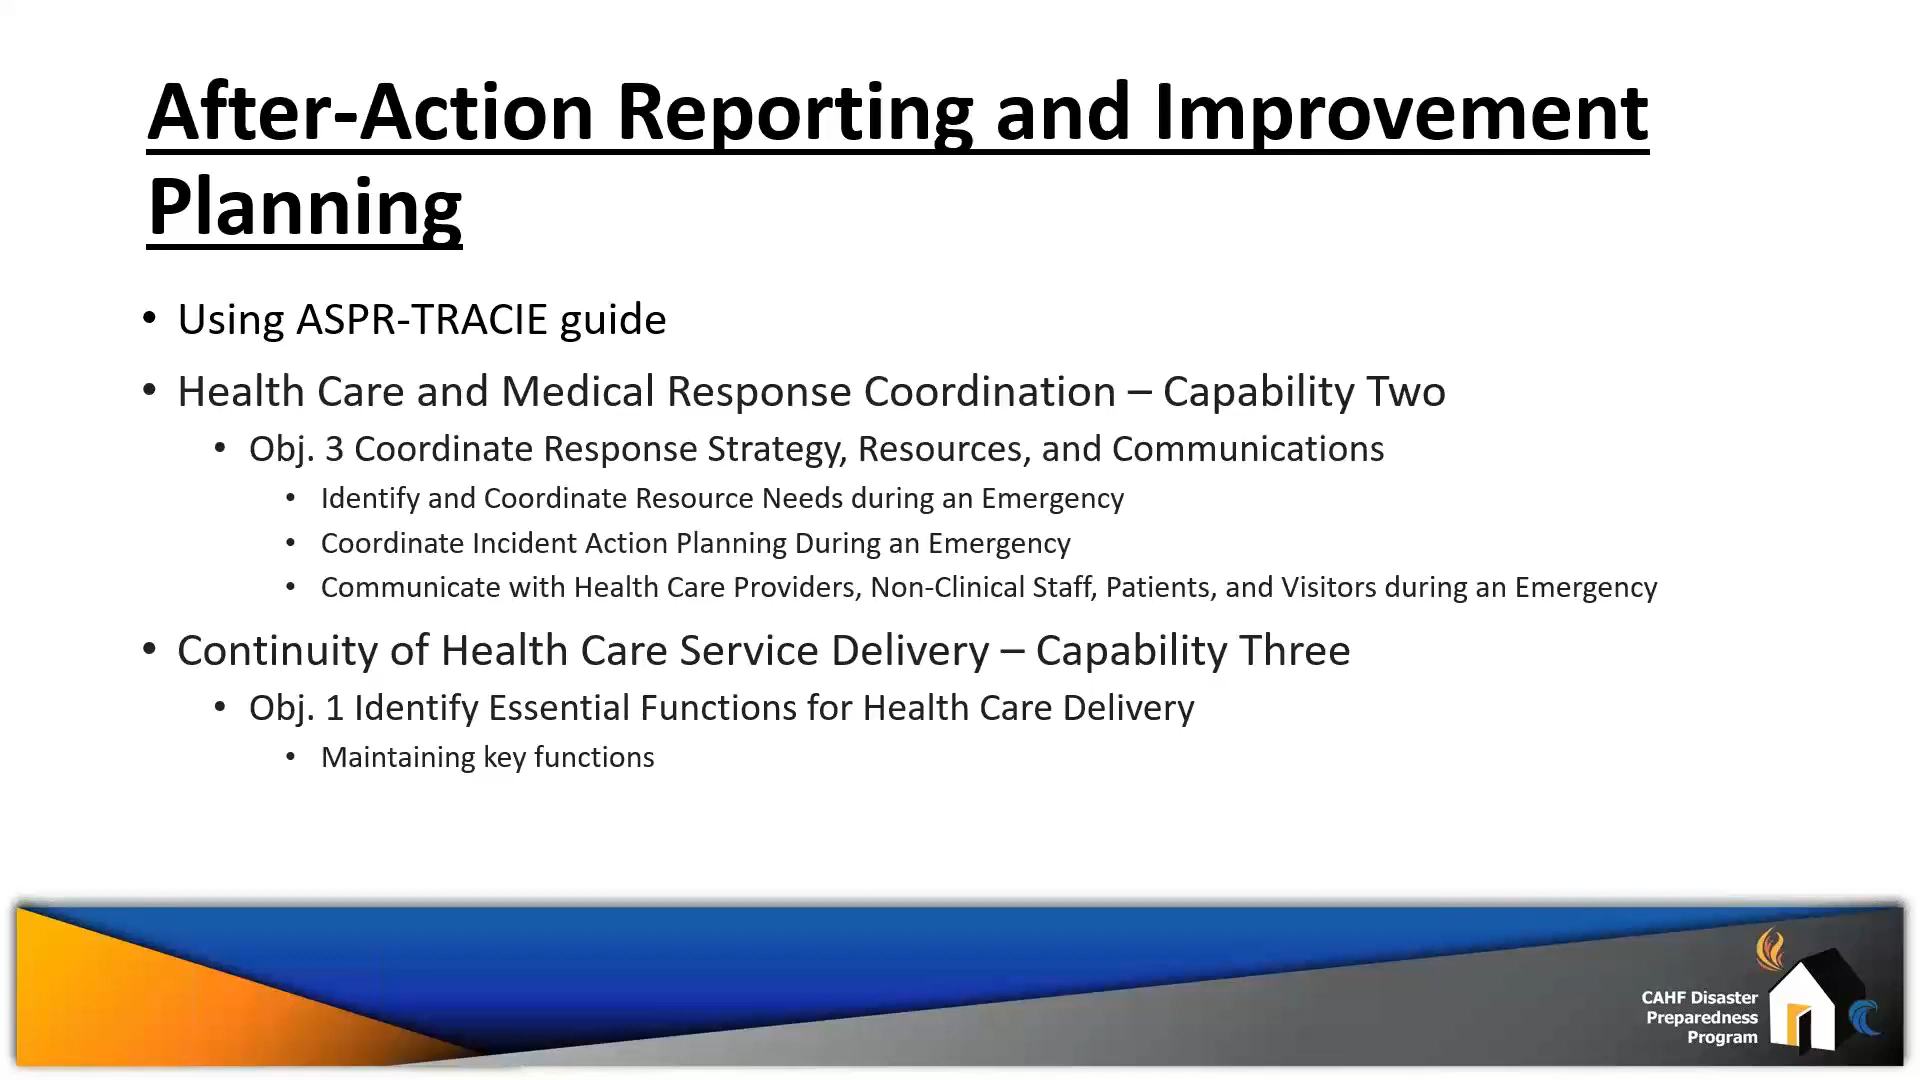 After-Action Reporting and Improvement
Planning
• Using ASPR-TRACIE guide
• Health Care and Medical Response Coordination – Capability Two
• Obj. 3 Coordinate Response Strategy, Resources, and Communications
• Identify and Coordinate Resource Needs during an Emergency
• Coordinate Incident Action Planning During an Emergency
• Communicate with Health Care Providers, Non-Clinical Staff, Patients, and Visitors during an Emergency
• Continuity of Health Care Service Delivery – Capability Three
• Obj. 1 Identify Essential Functions for Health Care Delivery
• Maintaining key functions
CAHF Disaster
Preparedness
Program